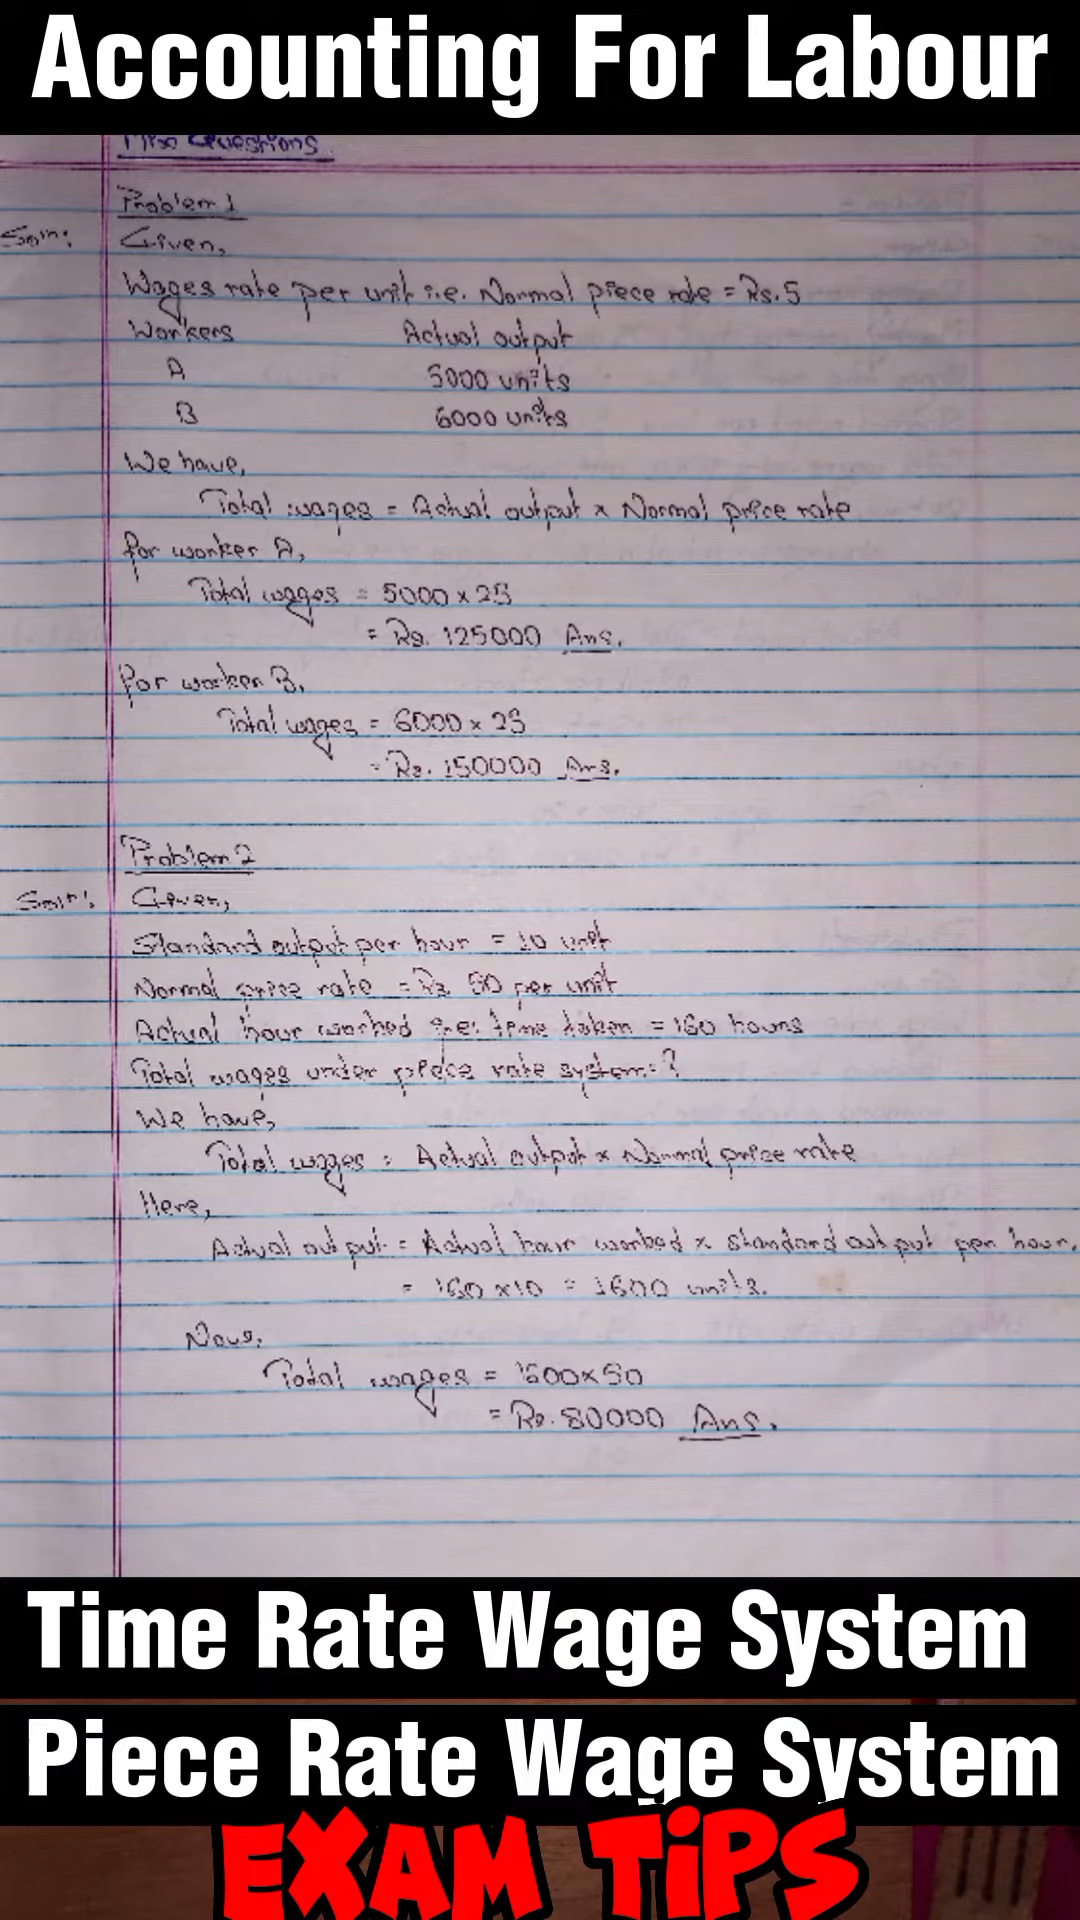 Accounting For Labour
Mix Questions
Problem 1
Soln:
Given,
Wages rate per unit i.e. Normal piece rate = Rs. 5
Workers Actual output
A 5000 units
B 6000 units
We have,
Total wages = Actual output × Normal price rate
for worker A,
Total wages = 5000 × 25
= Rs. 125000 Ans.
for worker B,
Total wages = 6000 × 25
= Rs. 150000 Ans.
Problem 2
Soln:
Given,
Standard output per hour = 10 unit
Normal price rate = Rs 50 per unit
Actual hour worked i.e. time taken = 160 hours
Total wages under piece rate system = ?
We have,
Total wages = Actual output × Normal price rate
Here,
Actual output = Actual hour worked × standard output per hour.
= 160 × 10 = 1600 units.
Now,
Total wages = 1600 × 50
= Rs. 80000 Ans.
Time Rate Wage System
Piece Rate Wage System
EXAM TiPS